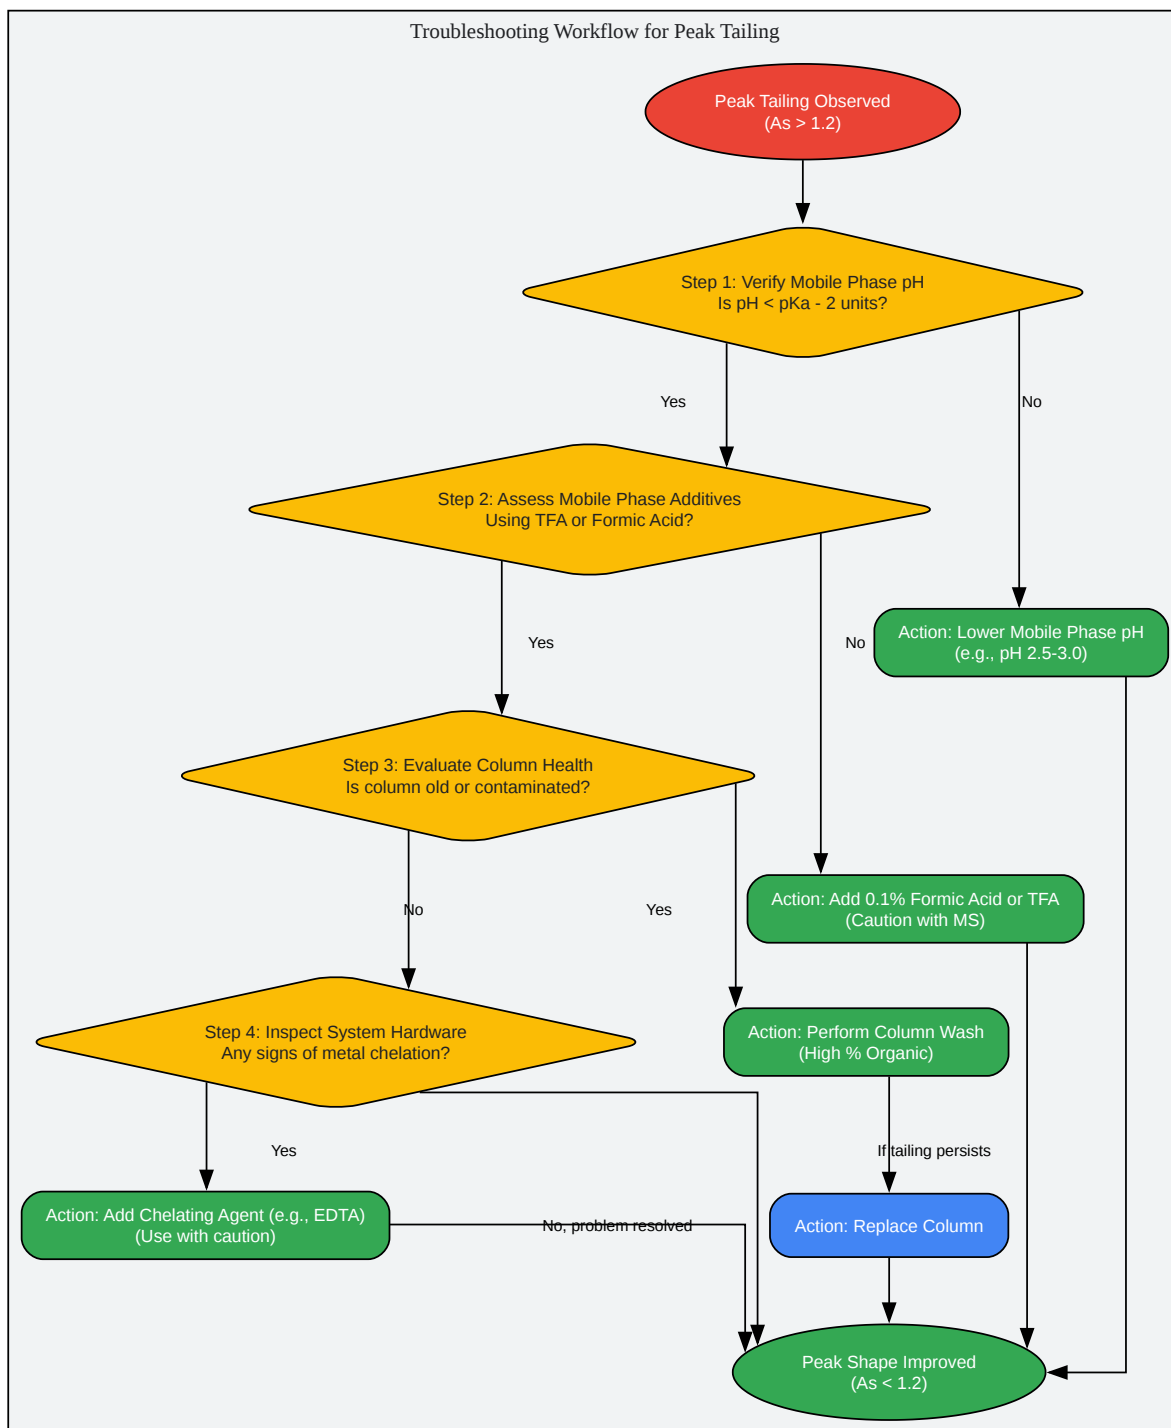 Troubleshooting Workflow for Peak Tailing
Peak Tailing Observed
(As > 1.2)
Step 1: Verify Mobile Phase pH
Is pH < pKa - 2 units?
Yes
No
Step 2: Assess Mobile Phase Additives
Using TFA or Formic Acid?
Yes
No
Action: Lower Mobile Phase pH
(e.g., pH 2.5-3.0)
Step 3: Evaluate Column Health
Is column old or contaminated?
No
Yes
Action: Add 0.1% Formic Acid or TFA
(Caution with MS)
Step 4: Inspect System Hardware
Any signs of metal chelation?
Action: Perform Column Wash
(High % Organic)
Yes
If tailing persists
Action: Add Chelating Agent (e.g., EDTA)
(Use with caution)
No, problem resolved
Action: Replace Column
Peak Shape Improved
(As < 1.2)